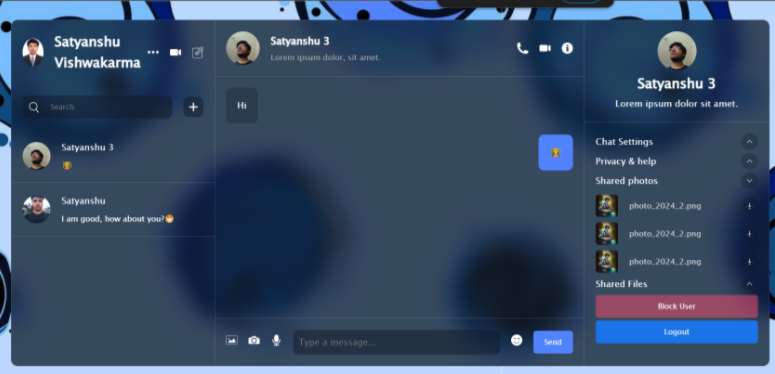 Satyanshu
Vishwakarma
Search
Satyanshu 3
Satyanshu
I am good, how about you?😁
Satyanshu 3
Lorem ipsum dolor, sit amet.
Hi
Type a message...
Send
Satyanshu 3
Lorem ipsum dolor sit amet.
Chat Settings
Privacy & help
Shared photos
photo_2024_2.png
photo_2024_2.png
photo_2024_2.png
Shared Files
Block User
Logout